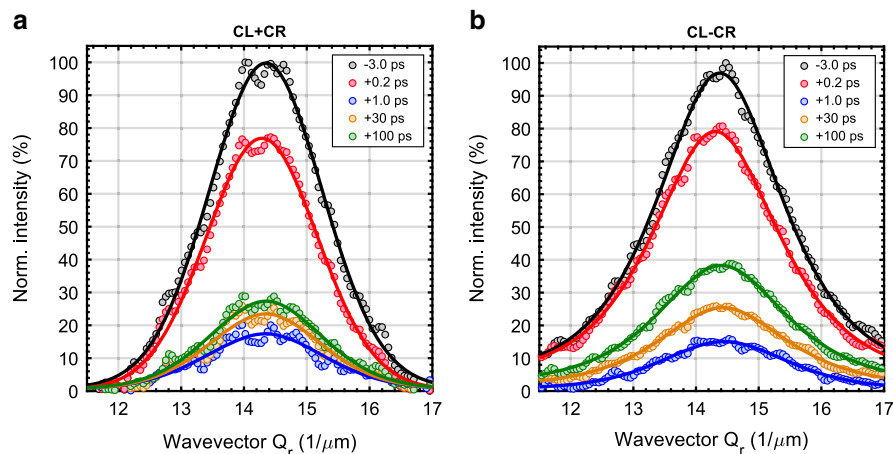 a
CL+CR
100
90
80
70
60
50
40
30
20
10
0
Norm. intensity (%)
-3.0 ps
+0.2 ps
+1.0 ps
+30 ps
+100 ps
12 13 14 15 16 17
Wavevector Qr (1/μm)
b
CL-CR
100
90
80
70
60
50
40
30
20
10
0
Norm. intensity (%)
-3.0 ps
+0.2 ps
+1.0 ps
+30 ps
+100 ps
12 13 14 15 16 17
Wavevector Qr (1/μm)